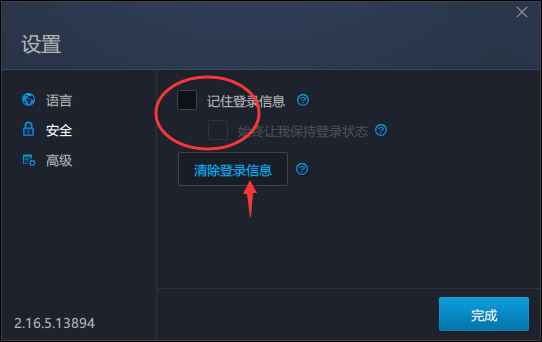 设置
语言
安全
高级
记住登录信息
始终让我保持登录状态
清除登录信息
2.16.5.13894
完成